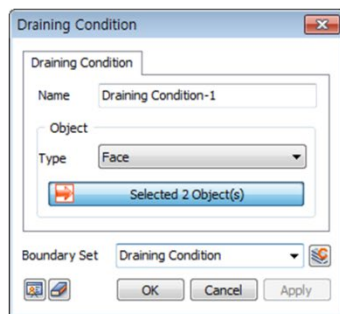 Draining Condition
Draining Condition
Name Draining Condition-1
Object
Type Face
Selected 2 Object(s)
Boundary Set Draining Condition
OK Cancel Apply